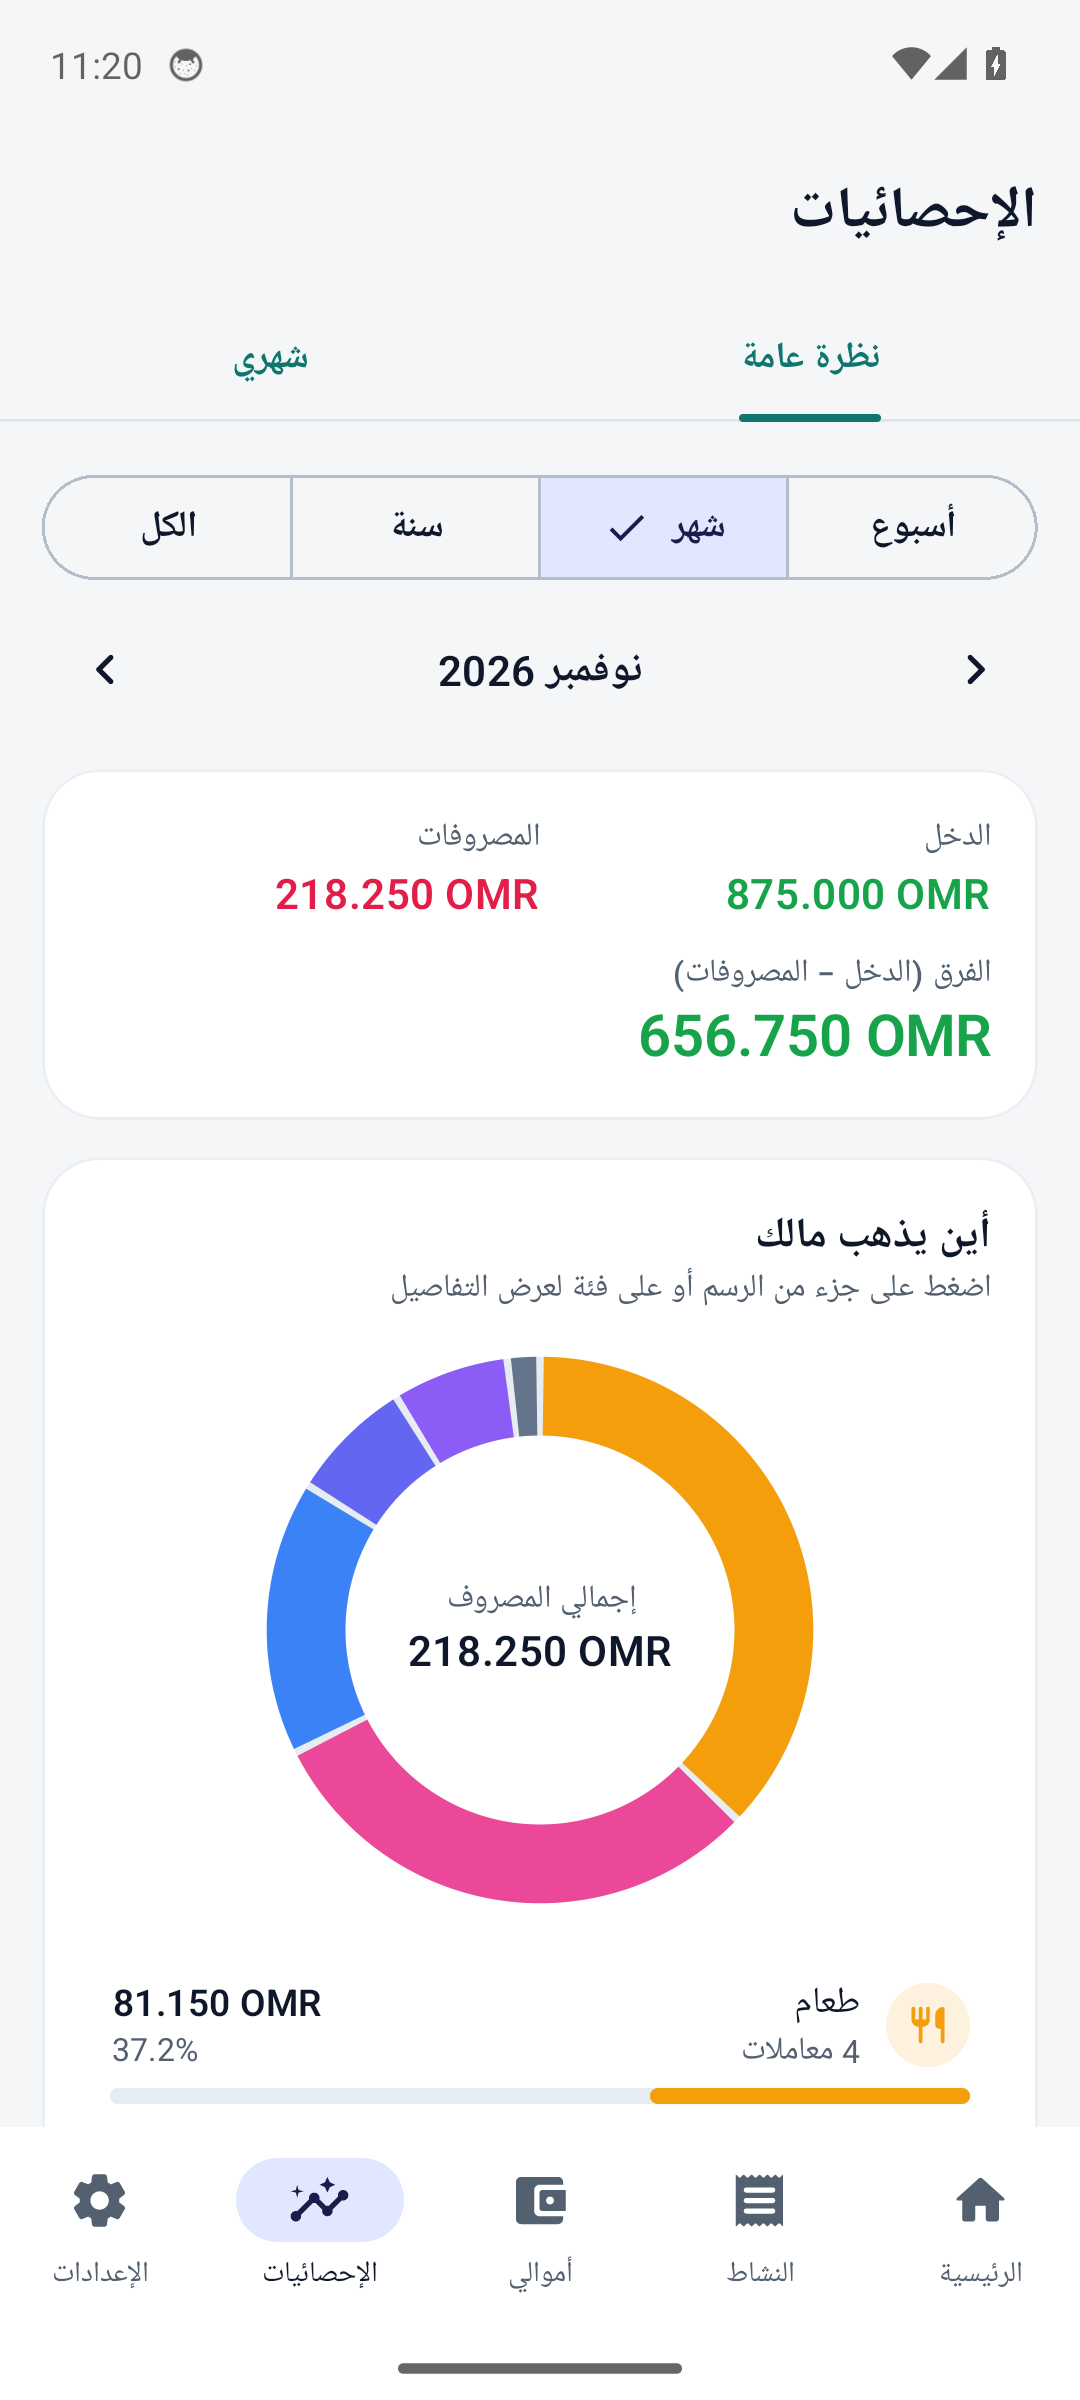 11:20
الإحصائيات
نظرة عامة
شهري
أسبوع
شهر
سنة
الكل
نوفمبر 2026
الدخل
875.000 OMR
المصروفات
218.250 OMR
الفرق (الدخل – المصروفات)
656.750 OMR
أين يذهب مالك
اضغط على جزء من الرسم أو على فئة لعرض التفاصيل
إجمالي المصروف
218.250 OMR
طعام
81.150 OMR
4 معاملات
37.2%
الرئيسية
النشاط
أموالي
الإحصائيات
الإعدادات